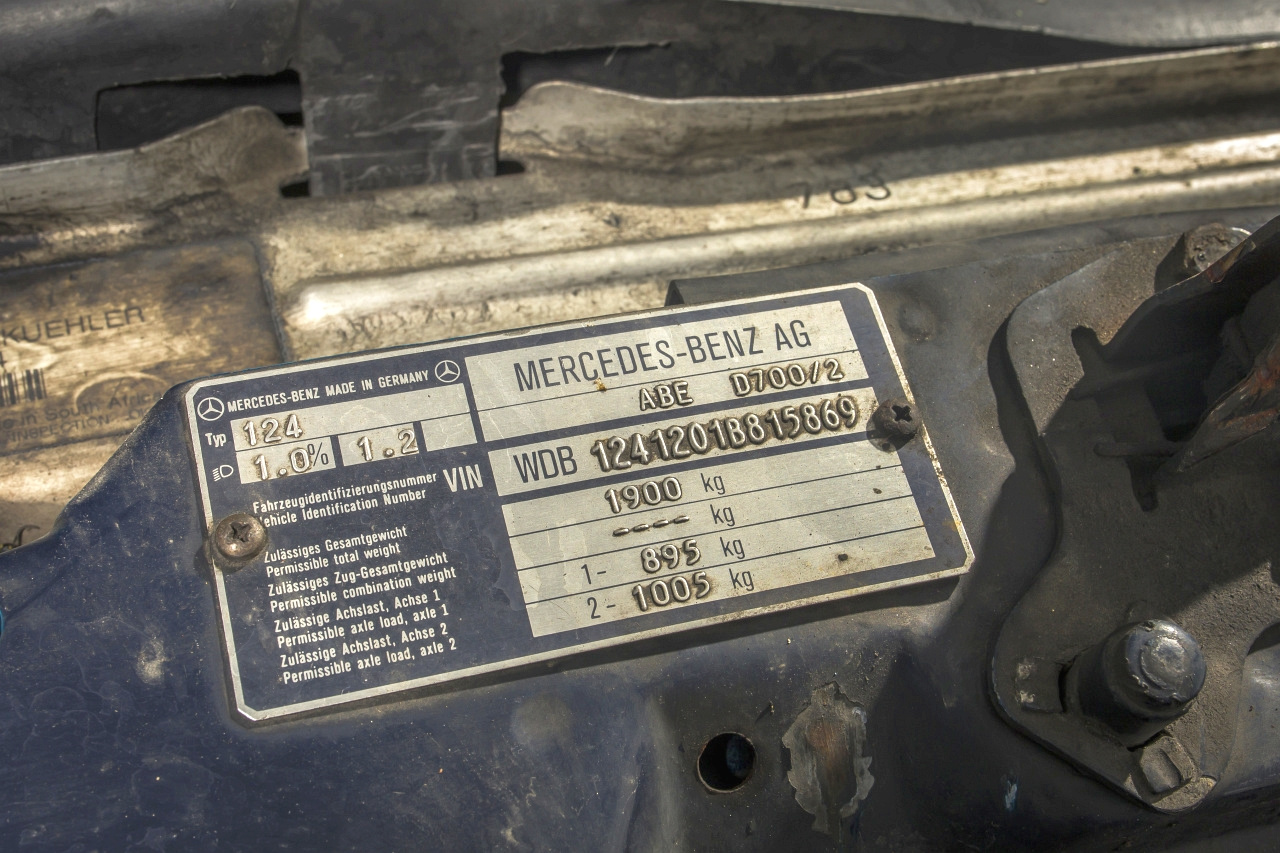 783
KUEHLER
MERCEDES-BENZ MADE IN GERMANY
Typ 124
1.0% 1.2
MERCEDES-BENZ AG
ABE D700/2
Fahrzeugidentifizierungsnummer
Vehicle Identification Number
VIN WDB 1241201B815869
Zulässiges Gesamtgewicht
Permissible total weight
1900 kg
Zulässiges Zug-Gesamtgewicht
Permissible combination weight
---- kg
Zulässige Achslast, Achse 1
Permissible axle load, axle 1
1- 895 kg
Zulässige Achslast, Achse 2
Permissible axle load, axle 2
2- 1005 kg